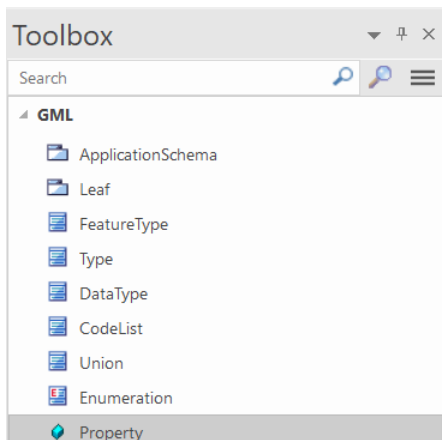 Toolbox
Search
GML
ApplicationSchema
Leaf
FeatureType
Type
DataType
CodeList
Union
Enumeration
Property